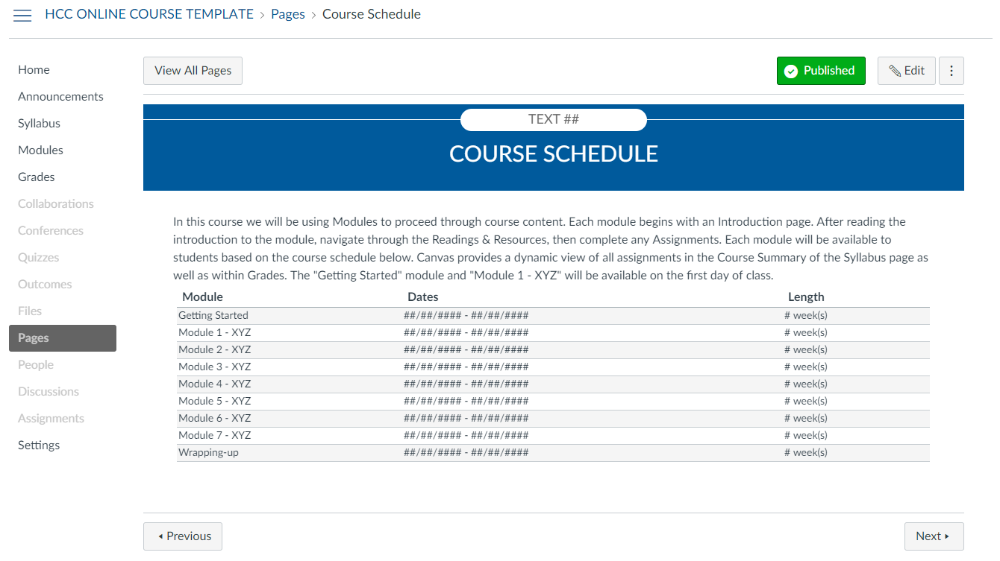 HCC ONLINE COURSE TEMPLATE › Pages › Course Schedule
Home
Announcements
Syllabus
Modules
Grades
Collaborations
Conferences
Quizzes
Outcomes
Files
Pages
People
Discussions
Assignments
Settings
View All Pages
Published
Edit
TEXT ##
COURSE SCHEDULE
In this course we will be using Modules to proceed through course content. Each module begins with an Introduction page. After reading the
introduction to the module, navigate through the Readings & Resources, then complete any Assignments. Each module will be available to
students based on the course schedule below. Canvas provides a dynamic view of all assignments in the Course Summary of the Syllabus page as
well as within Grades. The "Getting Started" module and "Module 1 - XYZ" will be available on the first day of class.
Module Dates Length
Getting Started ##/##/#### - ##/##/#### # week(s)
Module 1 - XYZ ##/##/#### - ##/##/#### # week(s)
Module 2 - XYZ ##/##/#### - ##/##/#### # week(s)
Module 3 - XYZ ##/##/#### - ##/##/#### # week(s)
Module 4 - XYZ ##/##/#### - ##/##/#### # week(s)
Module 5 - XYZ ##/##/#### - ##/##/#### # week(s)
Module 6 - XYZ ##/##/#### - ##/##/#### # week(s)
Module 7 - XYZ ##/##/#### - ##/##/#### # week(s)
Wrapping-up ##/##/#### - ##/##/#### # week(s)
Previous
Next